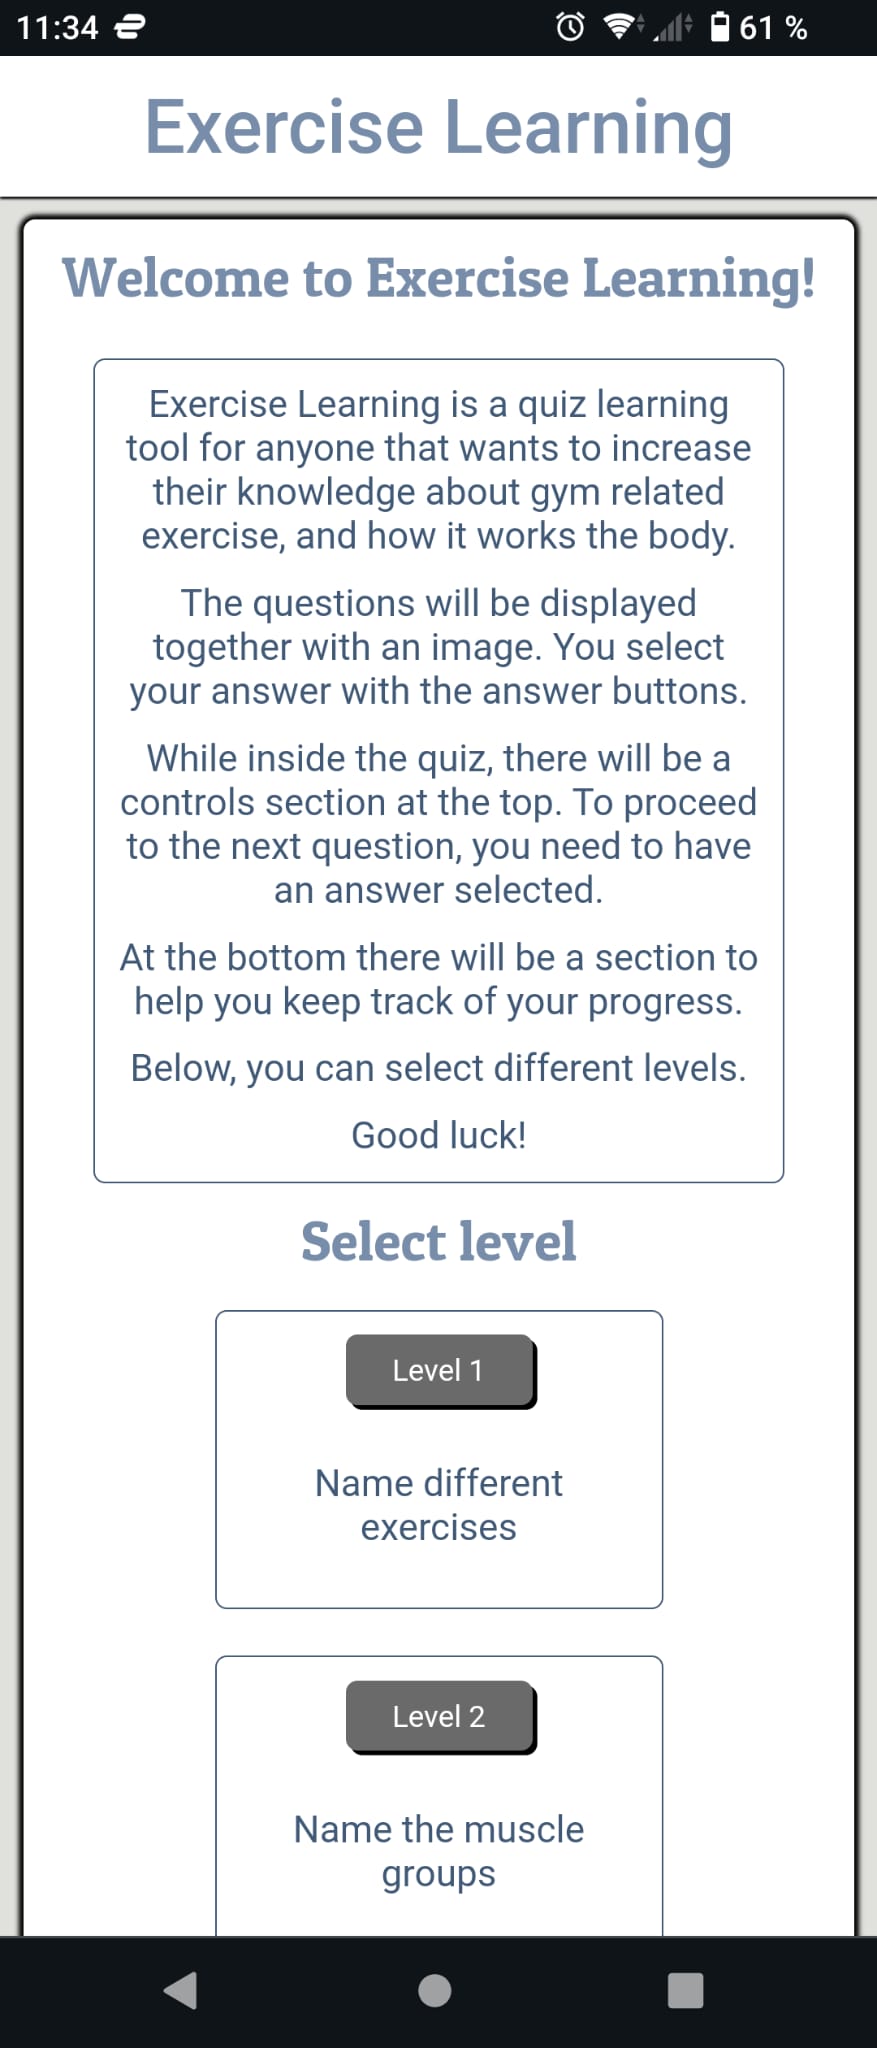 11:34
61 %
Exercise Learning
Welcome to Exercise Learning!
Exercise Learning is a quiz learning
tool for anyone that wants to increase
their knowledge about gym related
exercise, and how it works the body.
The questions will be displayed
together with an image. You select
your answer with the answer buttons.
While inside the quiz, there will be a
controls section at the top. To proceed
to the next question, you need to have
an answer selected.
At the bottom there will be a section to
help you keep track of your progress.
Below, you can select different levels.
Good luck!
Select level
Level 1
Name different
exercises
Level 2
Name the muscle
groups